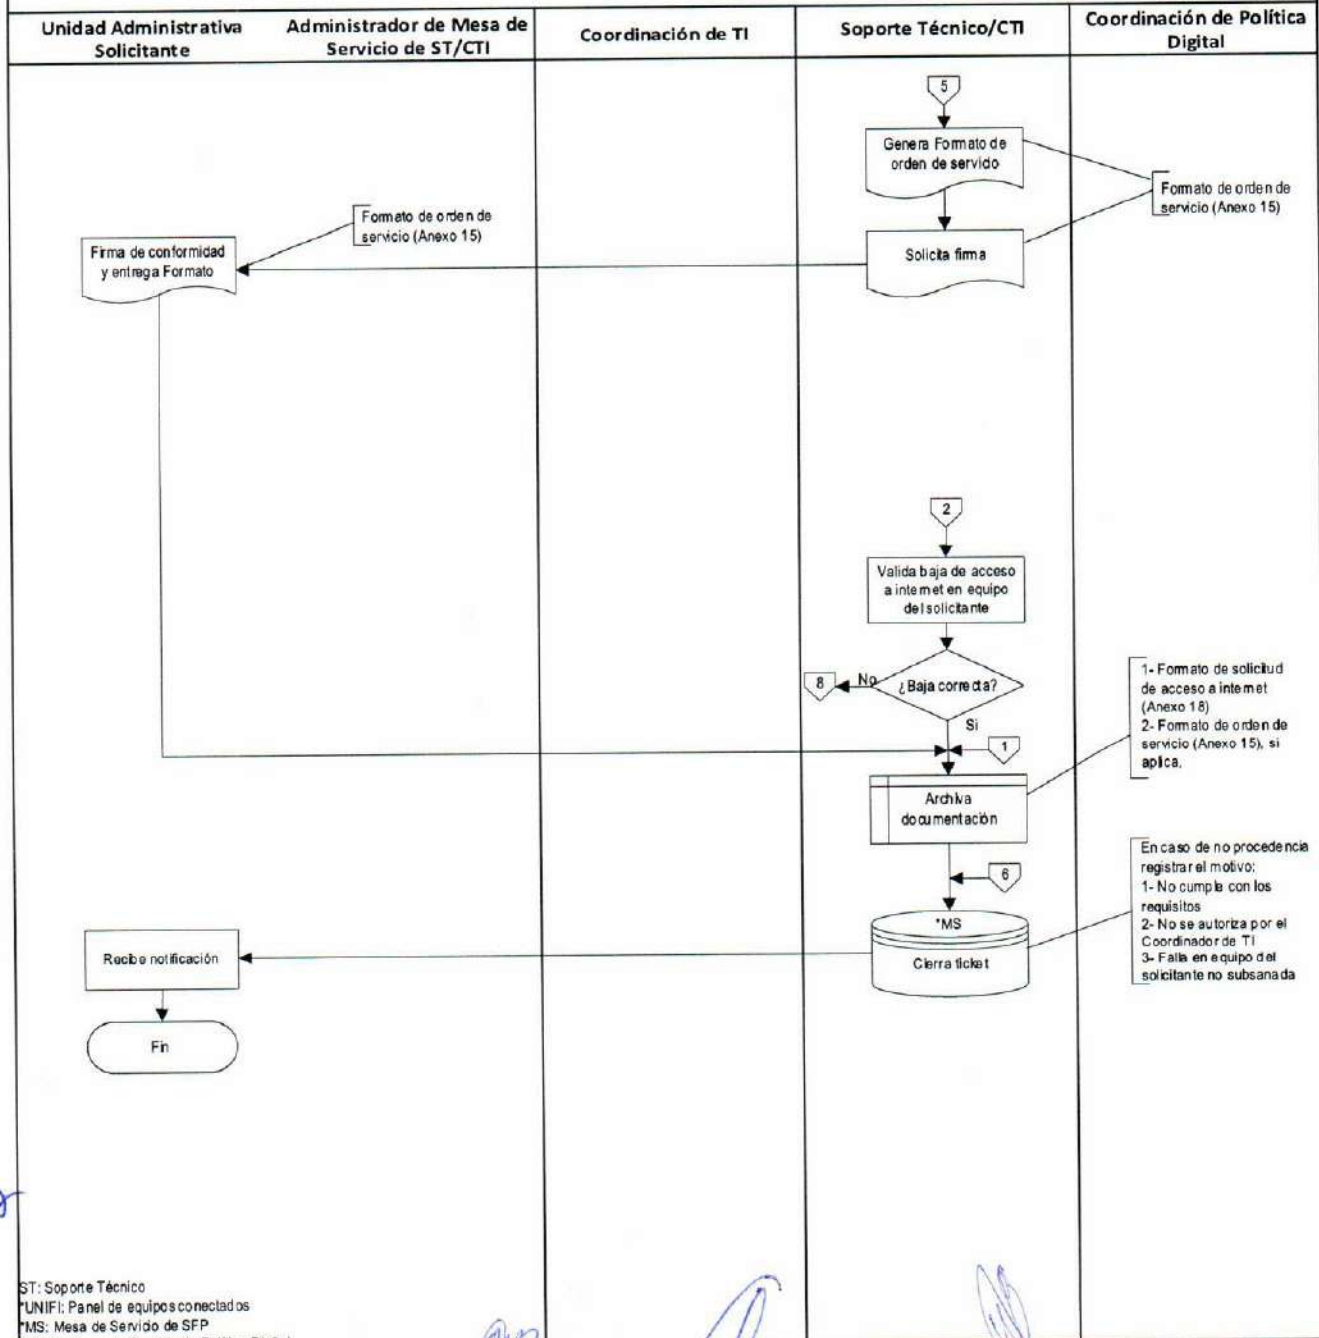 Unidad Administrativa
Solicitante
Administrador de Mesa de
Servicio de ST/CTI
Coordinación de TI
Soporte Técnico/CTI
Coordinación de Política
Digital
5
Genera Formato de
orden de servicio
Formato de orden de
servicio (Anexo 15)
Formato de orden de
servicio (Anexo 15)
Firma de conformidad
y entrega Formato
Solicita firma
2
Valida baja de acceso
a internet en equipo
del solicitante
8
No
¿Baja correcta?
Si
1
1- Formato de solicitud
de acceso a internet
(Anexo 18)
2- Formato de orden de
servicio (Anexo 15), si
aplica.
Archiva
documentación
6
En caso de no procedencia
registrar el motivo:
1- No cumple con los
requisitos
2- No se autoriza por el
Coordinador de TI
3- Falla en equipo del
solicitante no subsanada
*MS
Cierra ticket
Recibe notificación
Fin
ST: Soporte Técnico
*UNIFI: Panel de equipos conectados
*MS: Mesa de Servicio de SFP